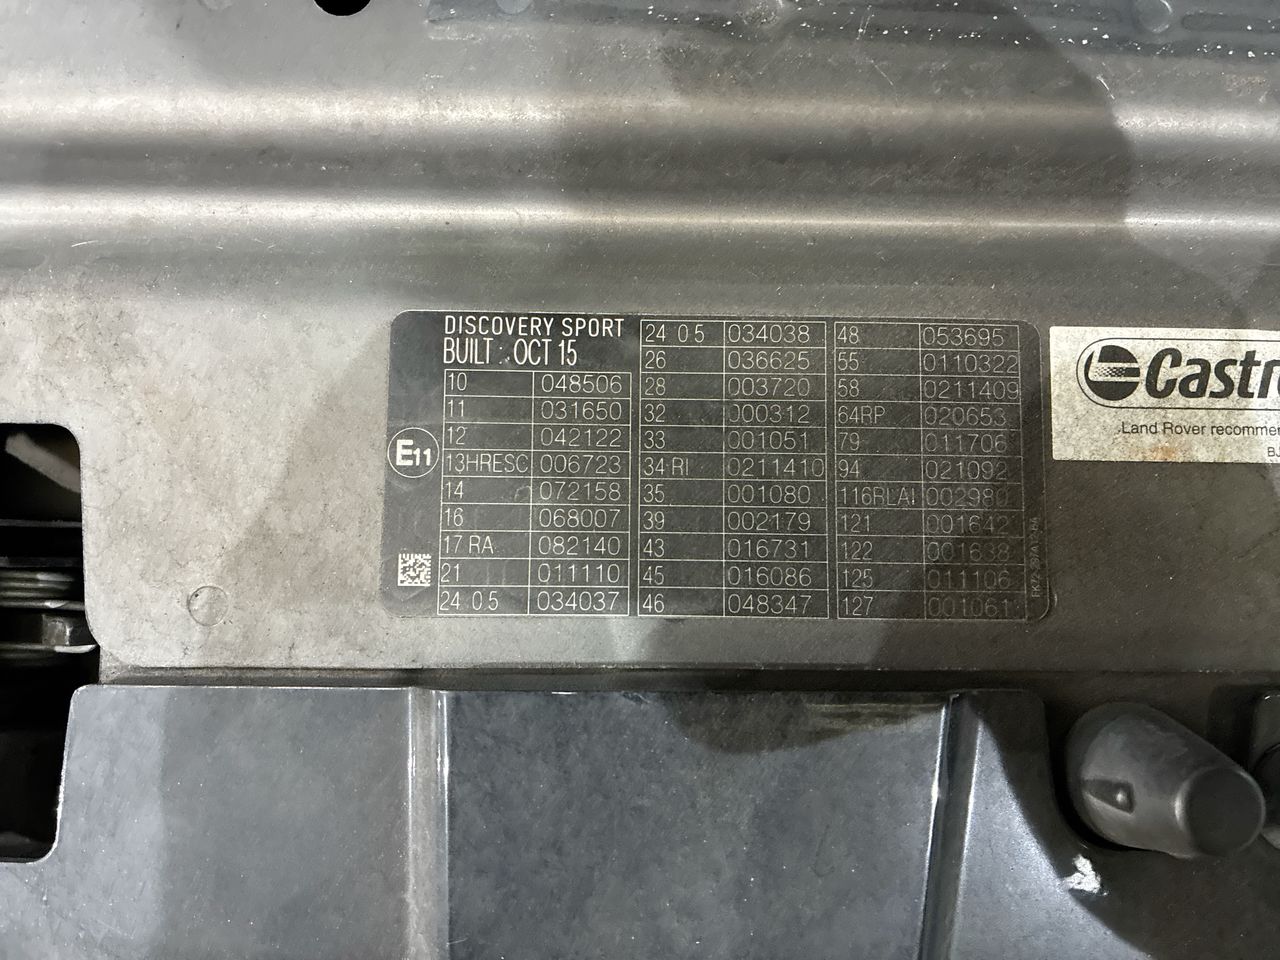 DISCOVERY SPORT
BUILT : OCT 15
10 048506
11 031650
12 042122
13HRESC 006723
14 072158
16 068007
17 RA 082140
21 011110
24 0.5 034037
24 0.5 034038
26 036625
28 003720
32 000312
33 001051
34 RI 0211410
35 001080
39 002179
43 016731
45 016086
46 048347
48 053695
55 0110322
58 0211409
64RP 020653
79 011706
94 021092
116RLAI 002980
121 001642
122 001638
125 011106
127 001061
E11
Castr
Land Rover recomme
BJ